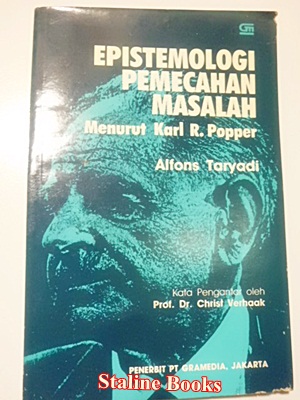 Gm
EPISTEMOLOGI
PEMECAHAN
MASALAH
Menurut Karl R. Popper
Alfons Taryadi
Kata Pengantar oleh
Prof. Dr. Christ Verhaak
PENERBIT PT GRAMEDIA, JAKARTA
Staline Books